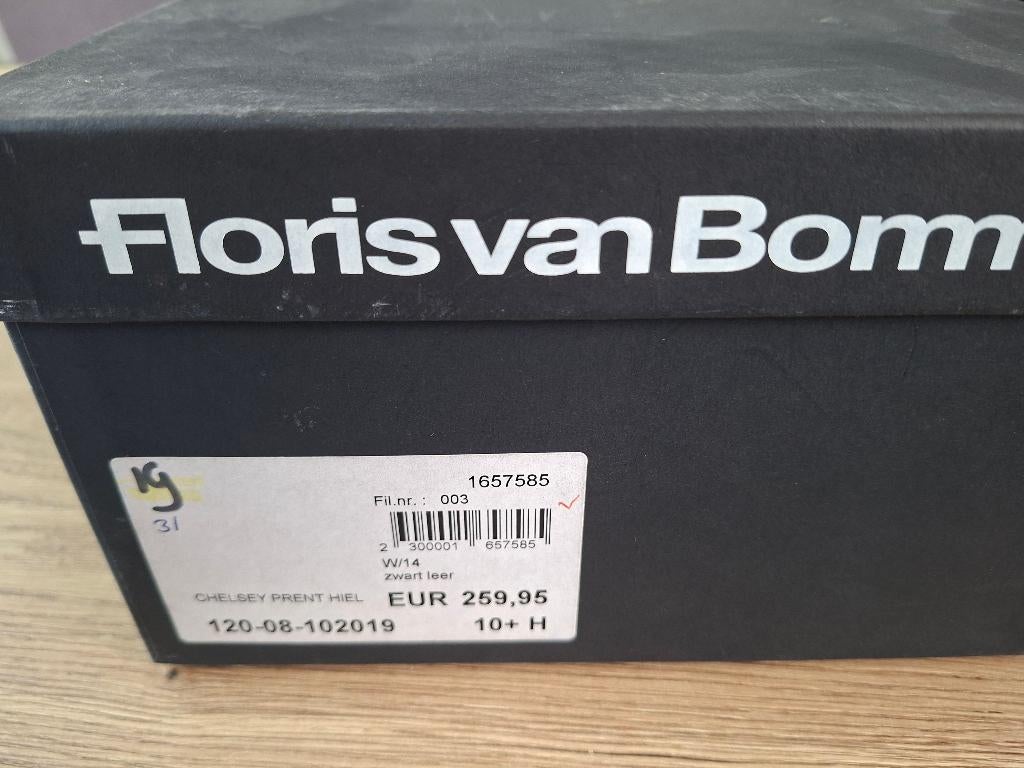 Floris van Bomm
1657585
Fil.nr. : 003
31
2 300001 657585
W/14
zwart leer
CHELSEY PRENT HIEL EUR 259,95
120-08-102019 10+ H